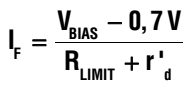 I_F = (V_BIAS − 0,7 V) / (R_LIMIT + r'_d)